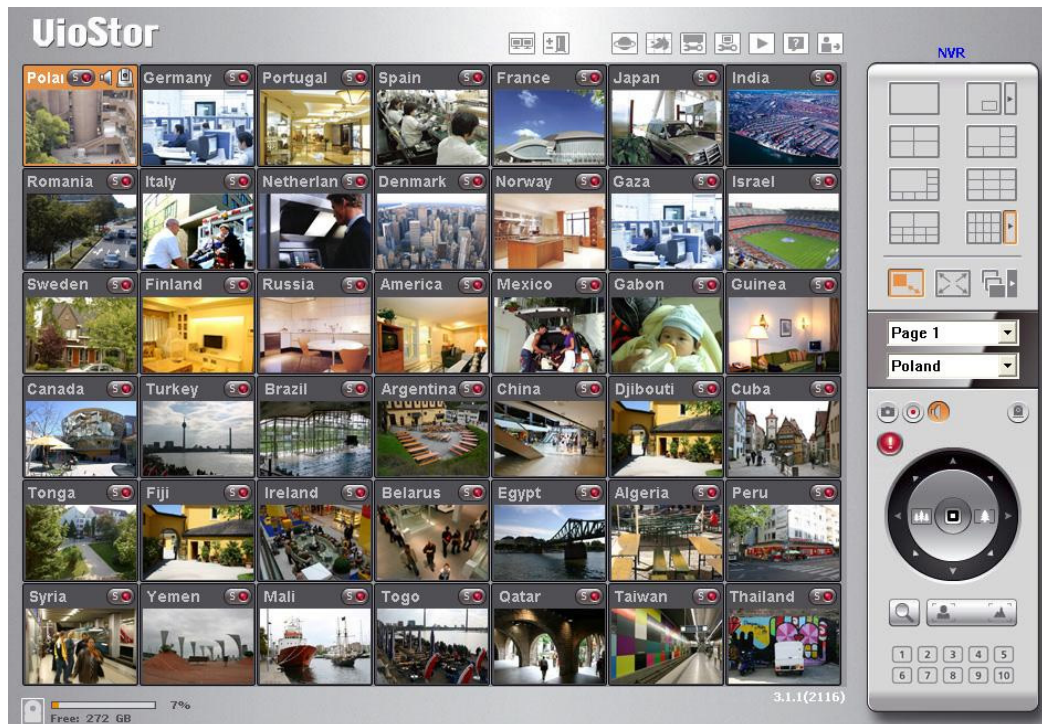 VioStor
NVR
Polar S Germany S Portugal S Spain S France S Japan S India S
Romania S Italy S Netherlan S Denmark S Norway S Gaza S Israel S
Sweden S Finland S Russia S America S Mexico S Gabon S Guinea S
Page 1
Poland
Canada S Turkey S Brazil S Argentina S China S Djibouti S Cuba S
Tonga S Fiji S Ireland S Belarus S Egypt S Algeria S Peru S
Syria S Yemen S Mali S Togo S Qatar S Taiwan S Thailand S
1 2 3 4 5
6 7 8 9 10
3.1.1(2116)
7%
Free: 272 GB